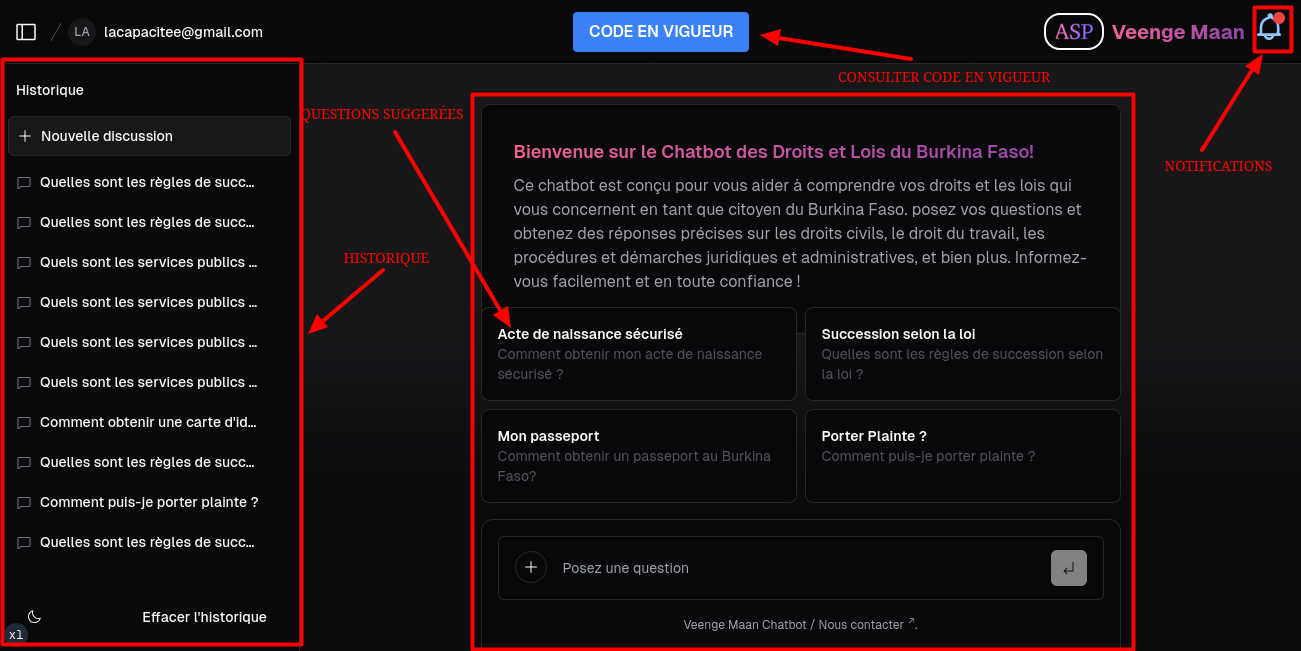 LA lacapacitee@gmail.com
CODE EN VIGUEUR
ASP Veenge Maan
CONSULTER CODE EN VIGUEUR
Historique
QUESTIONS SUGGERÉES
Nouvelle discussion
NOTIFICATIONS
Quelles sont les règles de succ...
Quelles sont les règles de succ...
Quels sont les services publics ...
Quels sont les services publics ...
Quels sont les services publics ...
Quels sont les services publics ...
Comment obtenir une carte d'id...
Quelles sont les règles de succ...
Comment puis-je porter plainte ?
Quelles sont les règles de succ...
Effacer l'historique
xl
HISTORIQUE
Bienvenue sur le Chatbot des Droits et Lois du Burkina Faso!
Ce chatbot est conçu pour vous aider à comprendre vos droits et les lois qui
vous concernent en tant que citoyen du Burkina Faso. posez vos questions et
obtenez des réponses précises sur les droits civils, le droit du travail, les
procédures et démarches juridiques et administratives, et bien plus. Informez-
vous facilement et en toute confiance !
Acte de naissance sécurisé
Comment obtenir mon acte de naissance
sécurisé ?
Succession selon la loi
Quelles sont les règles de succession selon
la loi ?
Mon passeport
Comment obtenir un passeport au Burkina
Faso?
Porter Plainte ?
Comment puis-je porter plainte ?
Posez une question
Veenge Maan Chatbot / Nous contacter ↗.